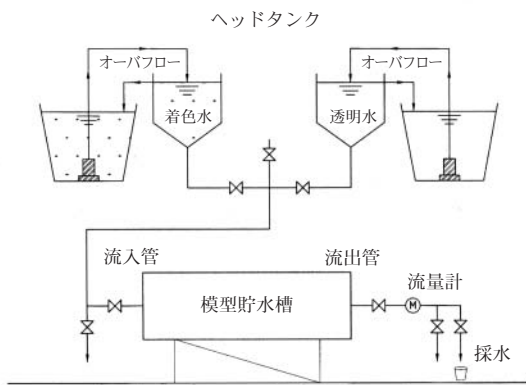 ヘッドタンク
オーバフロー
オーバフロー
着色水
透明水
流入管
流出管
流量計
模型貯水槽
M
採水